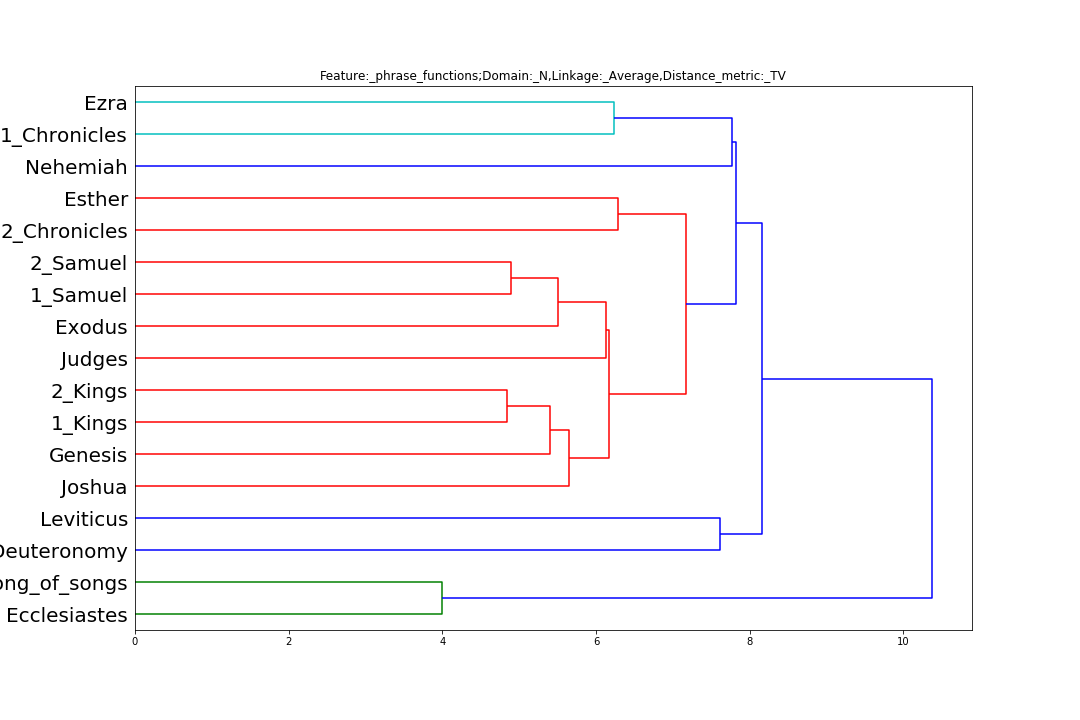 Feature:_phrase_functions;Domain:_N,Linkage:_Average,Distance_metric:_TV
Ezra
1_Chronicles
Nehemiah
Esther
2_Chronicles
2_Samuel
1_Samuel
Exodus
Judges
2_Kings
1_Kings
Genesis
Joshua
Leviticus
Deuteronomy
ong_of_songs
Ecclesiastes
0 2 4 6 8 10